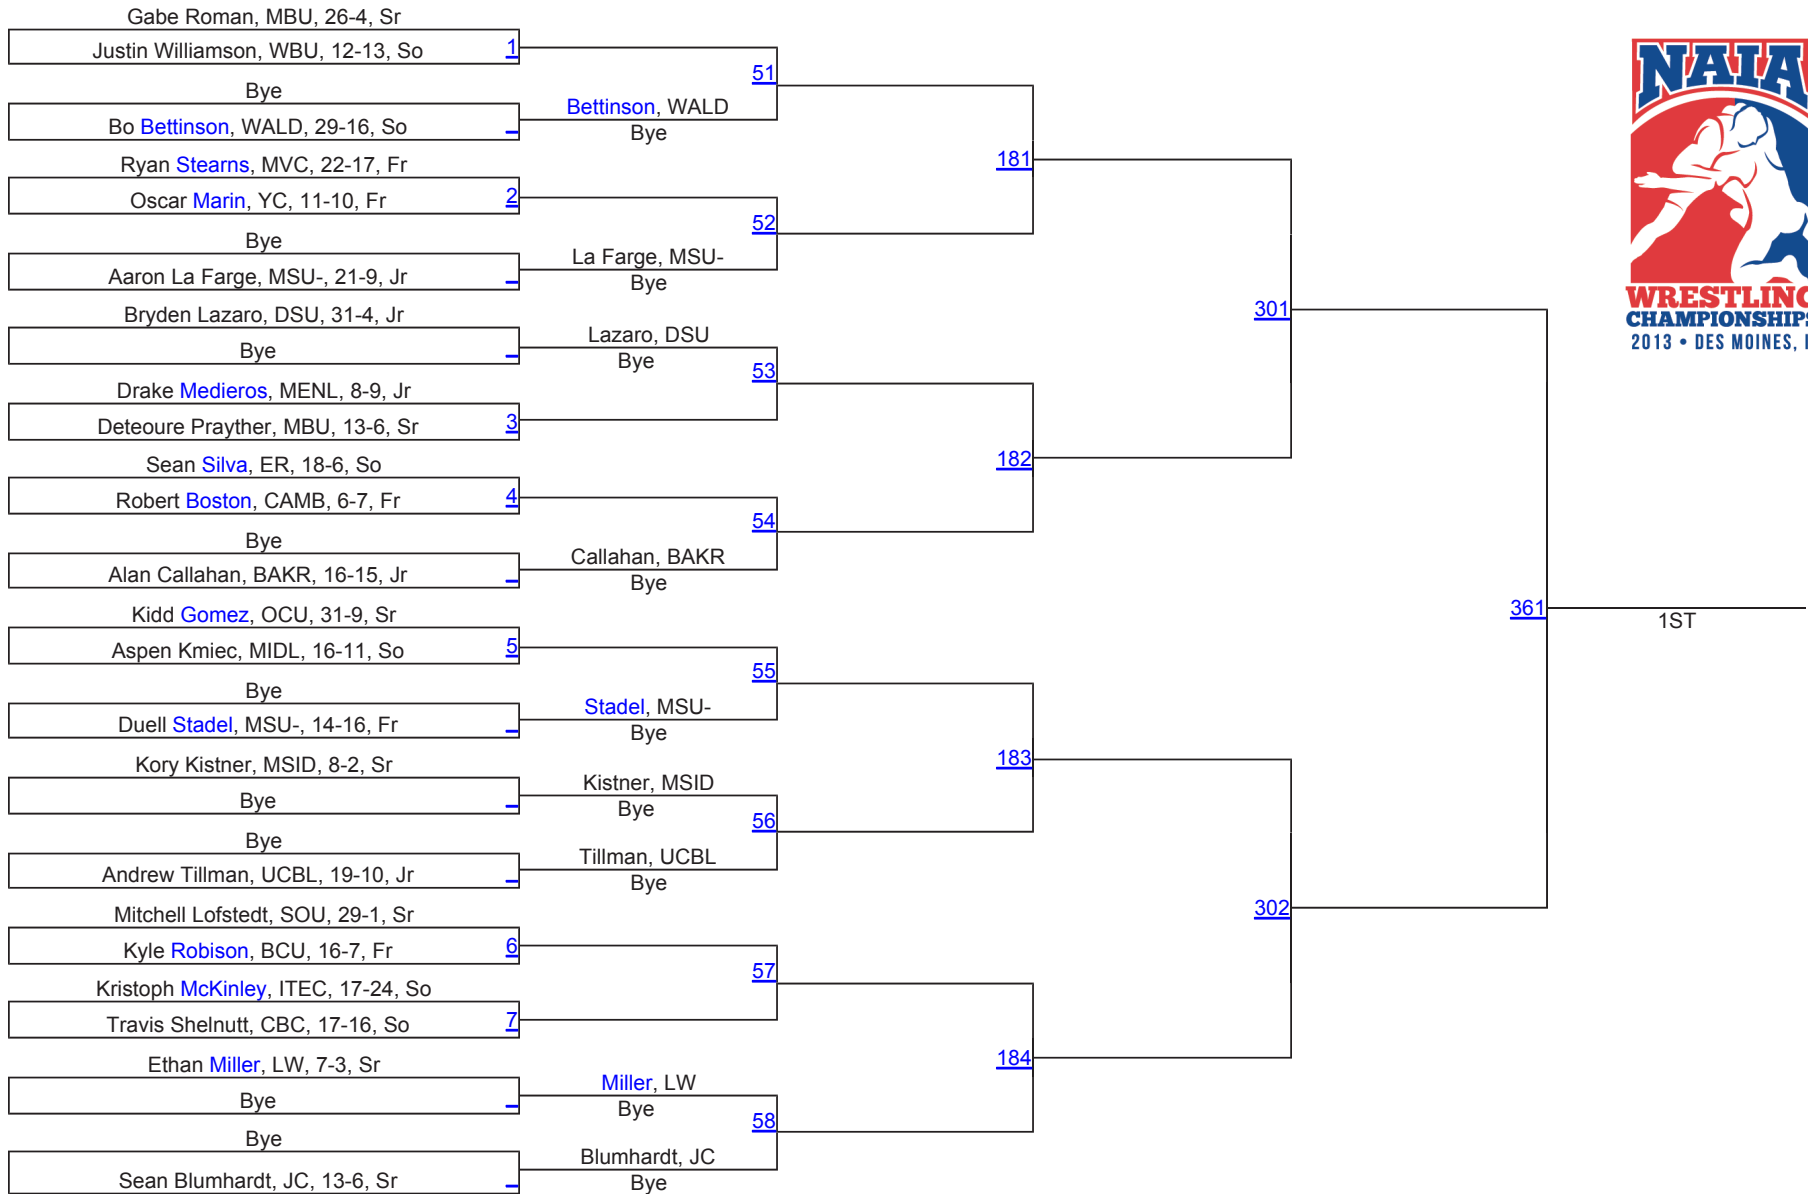 Gabe Roman, MBU, 26-4, Sr
Justin Williamson, WBU, 12-13, So 1
51
Bye
Bettinson, WALD
Bo Bettinson, WALD, 29-16, So
Bye
Ryan Stearns, MVC, 22-17, Fr
181
Oscar Marin, YC, 11-10, Fr 2
52
Bye
La Farge, MSU-
Aaron La Farge, MSU-, 21-9, Jr
Bye
Bryden Lazaro, DSU, 31-4, Jr
301
Lazaro, DSU
Bye
Bye
53
Drake Medieros, MENL, 8-9, Jr
Deteoure Prayther, MBU, 13-6, Sr 3
Sean Silva, ER, 18-6, So
182
Robert Boston, CAMB, 6-7, Fr 4
54
Bye
Callahan, BAKR
Alan Callahan, BAKR, 16-15, Jr
Bye
Kidd Gomez, OCU, 31-9, Sr
361
1ST
Aspen Kmiec, MIDL, 16-11, So 5
55
Bye
Stadel, MSU-
Duell Stadel, MSU-, 14-16, Fr
Bye
Kory Kistner, MSID, 8-2, Sr
183
Kistner, MSID
Bye
Bye
56
Bye
Tillman, UCBL
Andrew Tillman, UCBL, 19-10, Jr
Bye
Mitchell Lofstedt, SOU, 29-1, Sr
302
Kyle Robison, BCU, 16-7, Fr 6
57
Kristoph McKinley, ITEC, 17-24, So
Travis Shelnutt, CBC, 17-16, So 7
Ethan Miller, LW, 7-3, Sr
184
Miller, LW
Bye
Bye
58
Bye
Blumhardt, JC
Sean Blumhardt, JC, 13-6, Sr
Bye
NAIA
WRESTLING
CHAMPIONSHIPS
2013 • DES MOINES,